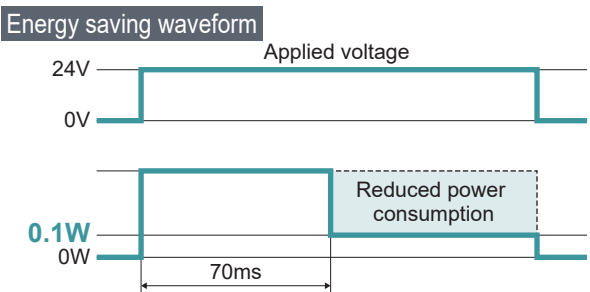 Energy saving waveform
Applied voltage
24V
0V
Reduced power
consumption
0.1W
0W
70ms